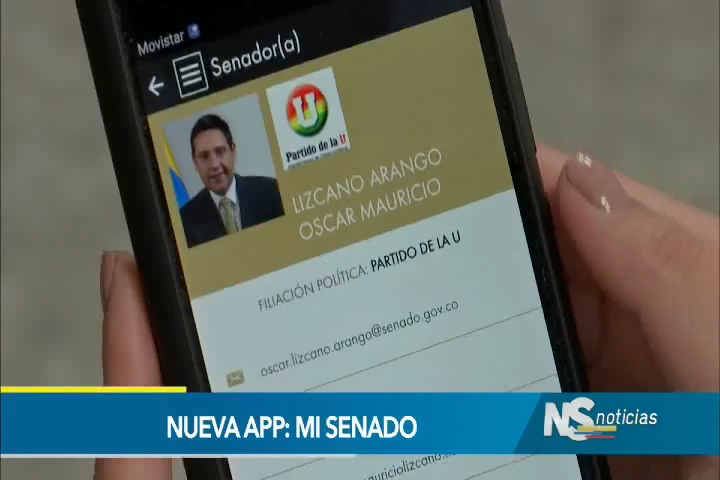 Movistar
Senador(a)
U
Partido de la U
LIZCANO ARANGO
OSCAR MAURICIO
FILIACIÓN POLÍTICA: PARTIDO DE LA U
oscar.lizcano.arango@senado.gov.co
NUEVA APP: MI SENADO
NS noticias